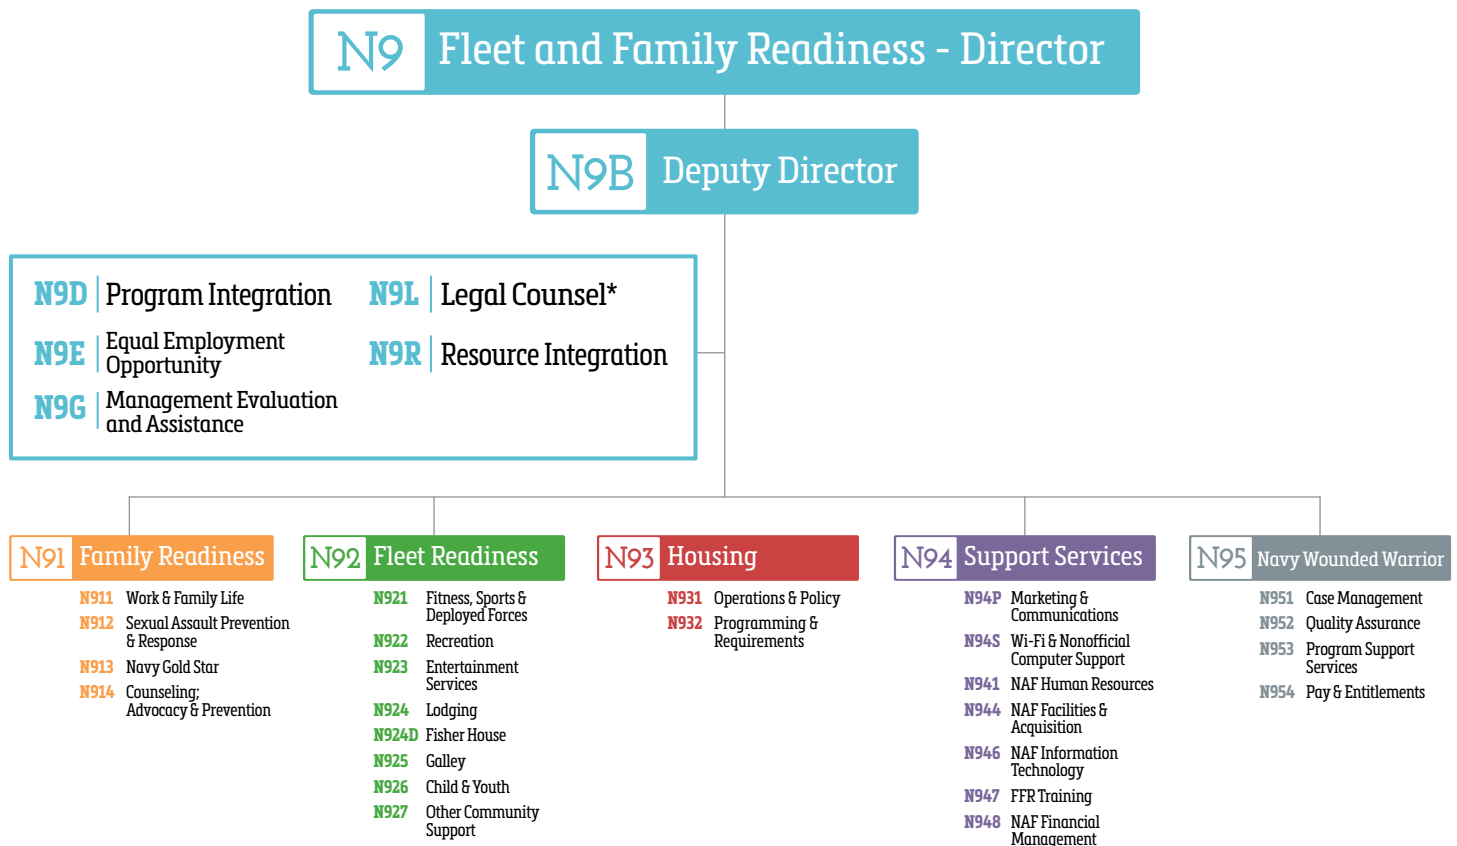 N9 Fleet and Family Readiness - Director
N9B Deputy Director
N9D Program Integration
N9E Equal Employment
Opportunity
N9G Management Evaluation
and Assistance
N9L Legal Counsel*
N9R Resource Integration
N91 Family Readiness
N911 Work & Family Life
N912 Sexual Assault Prevention
& Response
N913 Navy Gold Star
N914 Counseling;
Advocacy & Prevention
N92 Fleet Readiness
N921 Fitness, Sports &
Deployed Forces
N922 Recreation
N923 Entertainment
Services
N924 Lodging
N924D Fisher House
N925 Galley
N926 Child & Youth
N927 Other Community
Support
N93 Housing
N931 Operations & Policy
N932 Programming &
Requirements
N94 Support Services
N94P Marketing &
Communications
N94S Wi-Fi & Nonofficial
Computer Support
N941 NAF Human Resources
N944 NAF Facilities &
Acquisition
N946 NAF Information
Technology
N947 FFR Training
N948 NAF Financial
Management
N95 Navy Wounded Warrior
N951 Case Management
N952 Quality Assurance
N953 Program Support
Services
N954 Pay & Entitlements